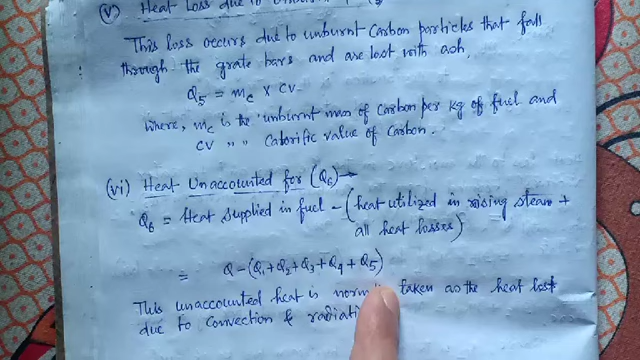 (v) Heat Loss due to
This loss occurs due to unburnt Carbon particles that fall
through the grate bars and are lost with ash.
Q5 = mc × CV
where, mc is the unburnt mass of Carbon per kg of fuel and
CV " " Calorific value of Carbon.
(vi) Heat Unaccounted for (Q6) →
Q6 = Heat supplied in fuel – (heat utilized in rising steam +
all heat losses)
= Q – (Q1+Q2+Q3+Q4+Q5)
This unaccounted heat is taken as the heat lost
due to Convection &